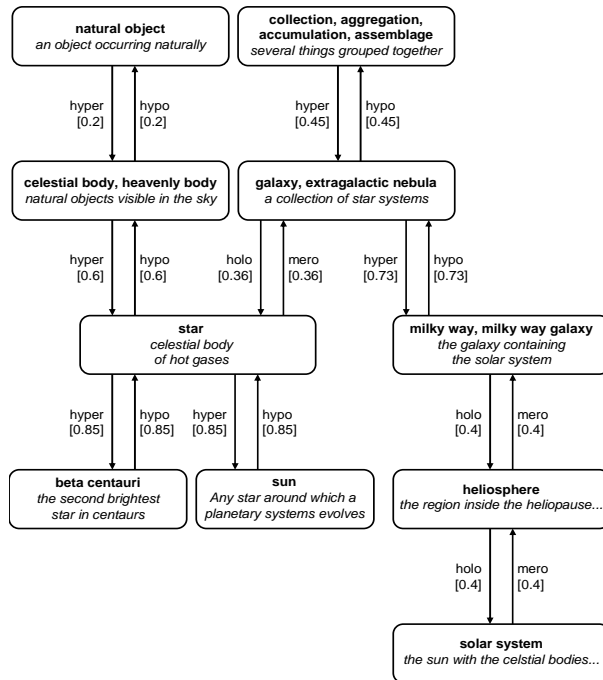 natural object
an object occurring naturally
collection, aggregation,
accumulation, assemblage
several things grouped together
hyper
[0.2]
hypo
[0.2]
hyper
[0.45]
hypo
[0.45]
celestial body, heavenly body
natural objects visible in the sky
galaxy, extragalactic nebula
a collection of star systems
hyper
[0.6]
hypo
[0.6]
holo
[0.36]
mero
[0.36]
hyper
[0.73]
hypo
[0.73]
star
celestial body
of hot gases
milky way, milky way galaxy
the galaxy containing
the solar system
hyper
[0.85]
hypo
[0.85]
hyper
[0.85]
hypo
[0.85]
holo
[0.4]
mero
[0.4]
beta centauri
the second brightest
star in centaurs
sun
Any star around which a
planetary systems evolves
heliosphere
the region inside the heliopause...
holo
[0.4]
mero
[0.4]
solar system
the sun with the celstial bodies...